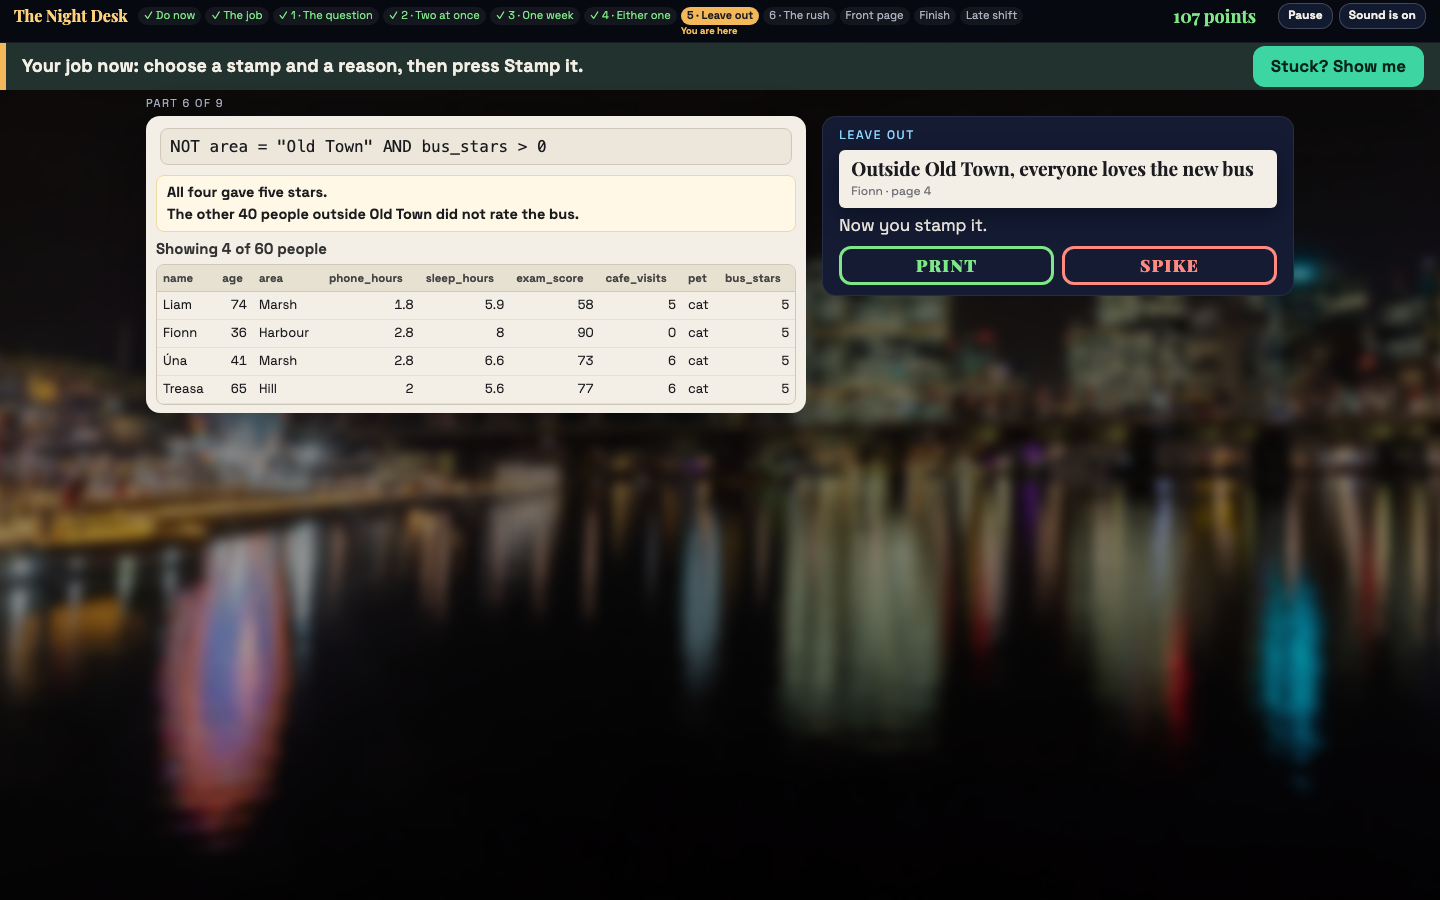 The Night Desk
✓ Do now
✓ The job
✓ 1 · The question
✓ 2 · Two at once
✓ 3 · One week
✓ 4 · Either one
5 · Leave out
6 · The rush
Front page
Finish
Late shift
You are here
107 points
Pause
Sound is on
Your job now: choose a stamp and a reason, then press Stamp it.
Stuck? Show me
PART 6 OF 9
NOT area = "Old Town" AND bus_stars > 0
All four gave five stars.
The other 40 people outside Old Town did not rate the bus.
Showing 4 of 60 people
name age area phone_hours sleep_hours exam_score cafe_visits pet bus_stars
Liam 74 Marsh 1.8 5.9 58 5 cat 5
Fionn 36 Harbour 2.8 8 90 0 cat 5
Úna 41 Marsh 2.8 6.6 73 6 cat 5
Treasa 65 Hill 2 5.6 77 6 cat 5
LEAVE OUT
Outside Old Town, everyone loves the new bus
Fionn · page 4
Now you stamp it.
PRINT
SPIKE